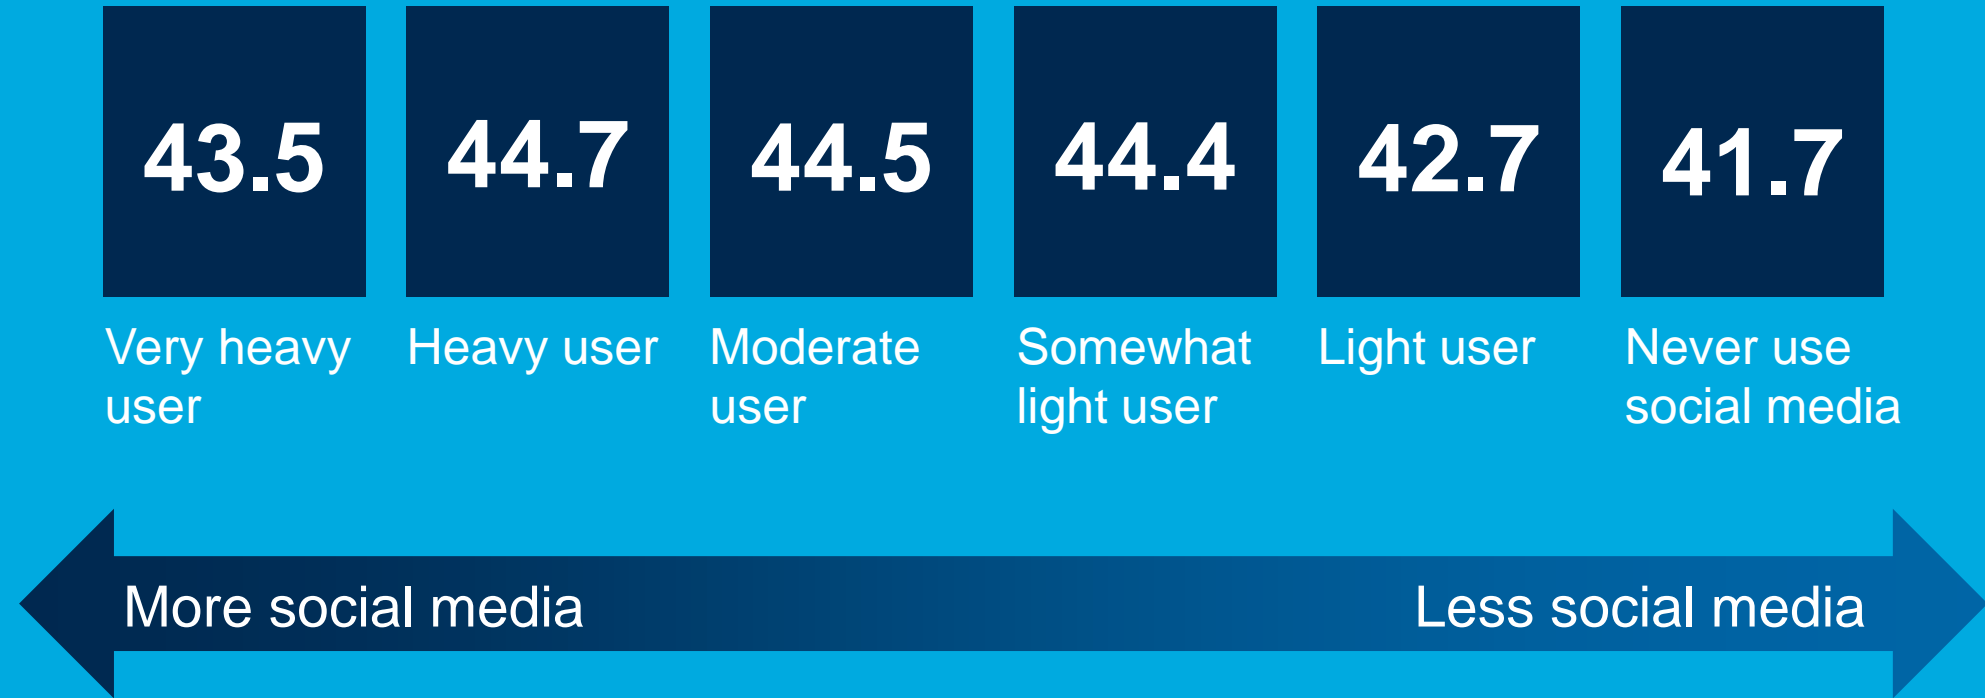 43.5
44.7
44.5
44.4
42.7
41.7
Very heavy
user
Heavy user
Moderate
user
Somewhat
light user
Light user
Never use
social media
More social media
Less social media